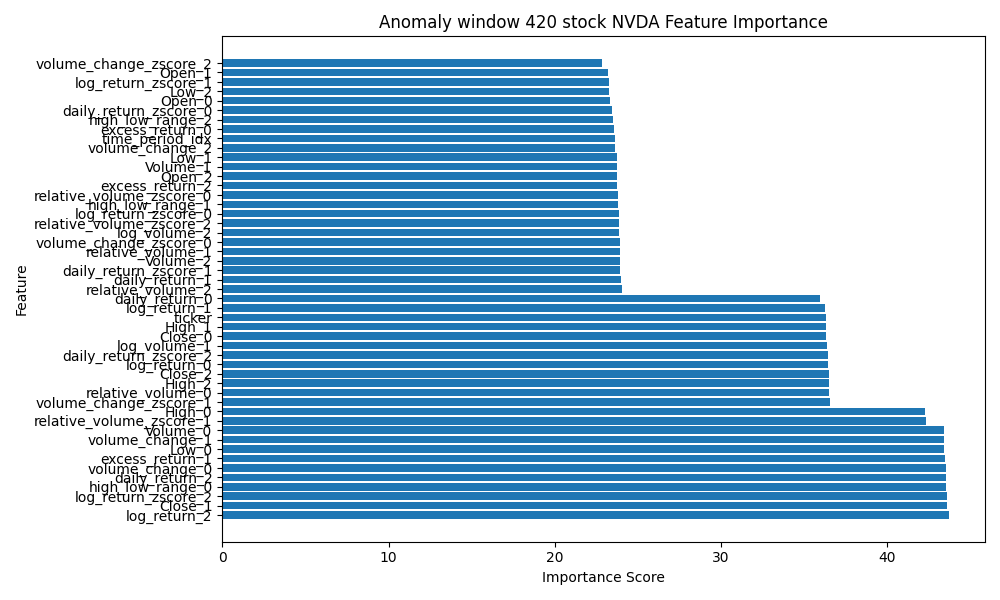 Anomaly window 420 stock NVDA Feature Importance
volume_change_zscore_2
Open_1
log_return_zscore_1
Low_2
Open_0
daily_return_zscore_0
high_low_range_2
excess_return_0
time_period_idx
volume_change_2
Low_1
Volume_1
Open_2
excess_return_2
relative_volume_zscore_0
high_low_range_1
log_return_zscore_0
relative_volume_zscore_2
log_volume_2
volume_change_zscore_0
relative_volume_1
Volume_2
daily_return_zscore_1
daily_return_1
relative_volume_2
daily_return_0
log_return_1
ticker
High_1
Close_0
log_volume_1
daily_return_zscore_2
log_return_0
Close_2
High_2
relative_volume_0
volume_change_zscore_1
High_0
relative_volume_zscore_1
Volume_0
volume_change_1
Low_0
excess_return_1
volume_change_0
daily_return_2
high_low_range_0
log_return_zscore_2
Close_1
log_return_2
Feature
0 10 20 30 40
Importance Score